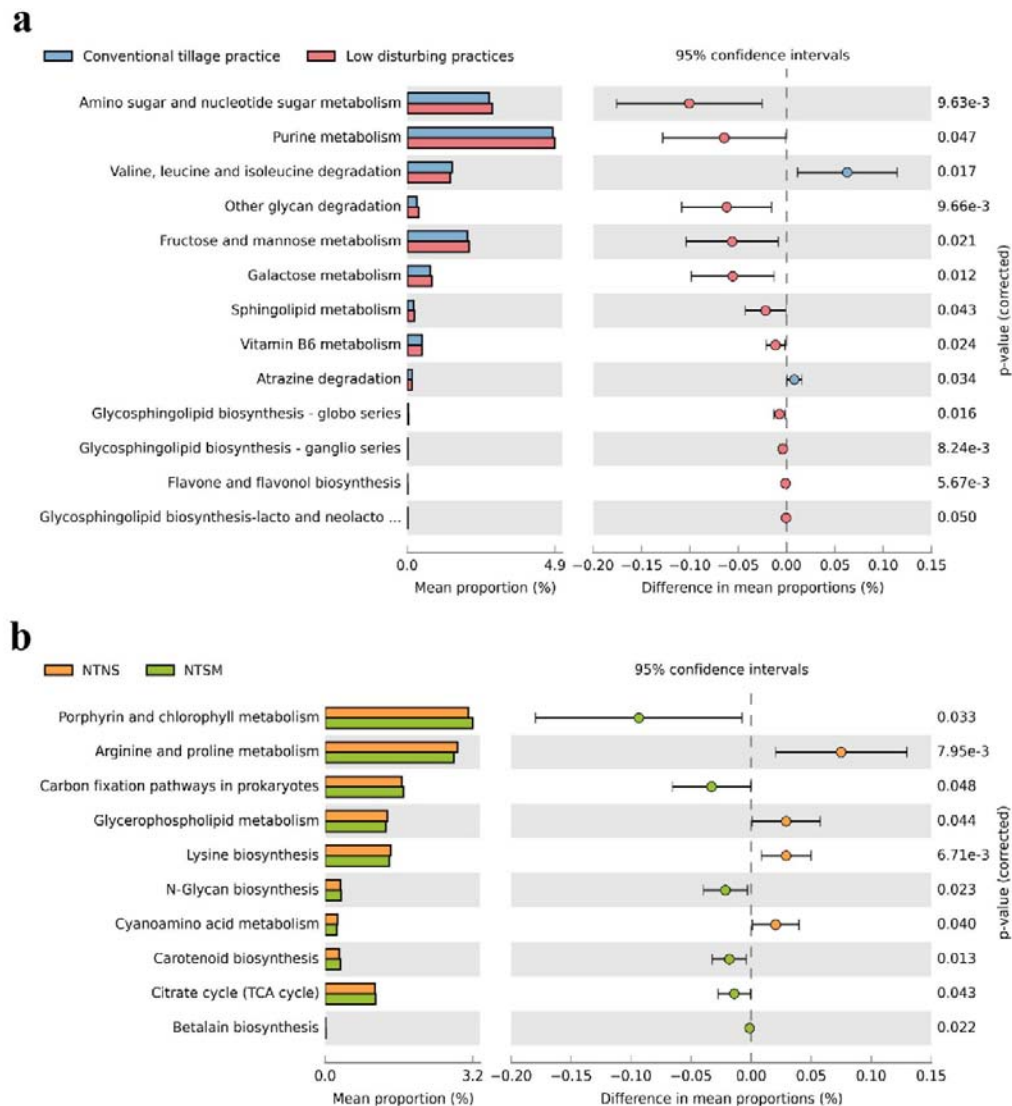 a
Conventional tillage practice Low disturbing practices 95% confidence intervals
Amino sugar and nucleotide sugar metabolism 9.63e-3
Purine metabolism 0.047
Valine, leucine and isoleucine degradation 0.017
Other glycan degradation 9.66e-3
Fructose and mannose metabolism 0.021
Galactose metabolism 0.012
Sphingolipid metabolism 0.043
Vitamin B6 metabolism 0.024
Atrazine degradation 0.034
Glycosphingolipid biosynthesis - globo series 0.016
Glycosphingolipid biosynthesis - ganglio series 8.24e-3
Flavone and flavonol biosynthesis 5.67e-3
Glycosphingolipid biosynthesis-lacto and neolacto ... 0.050
p-value (corrected)
0.0 4.9 −0.20 −0.15 −0.10 −0.05 0.00 0.05 0.10 0.15
Mean proportion (%) Difference in mean proportions (%)
b
NTNS NTSM 95% confidence intervals
Porphyrin and chlorophyll metabolism 0.033
Arginine and proline metabolism 7.95e-3
Carbon fixation pathways in prokaryotes 0.048
Glycerophospholipid metabolism 0.044
Lysine biosynthesis 6.71e-3
N-Glycan biosynthesis 0.023
Cyanoamino acid metabolism 0.040
Carotenoid biosynthesis 0.013
Citrate cycle (TCA cycle) 0.043
Betalain biosynthesis 0.022
p-value (corrected)
0.0 3.2 −0.20 −0.15 −0.10 −0.05 0.00 0.05 0.10 0.15
Mean proportion (%) Difference in mean proportions (%)